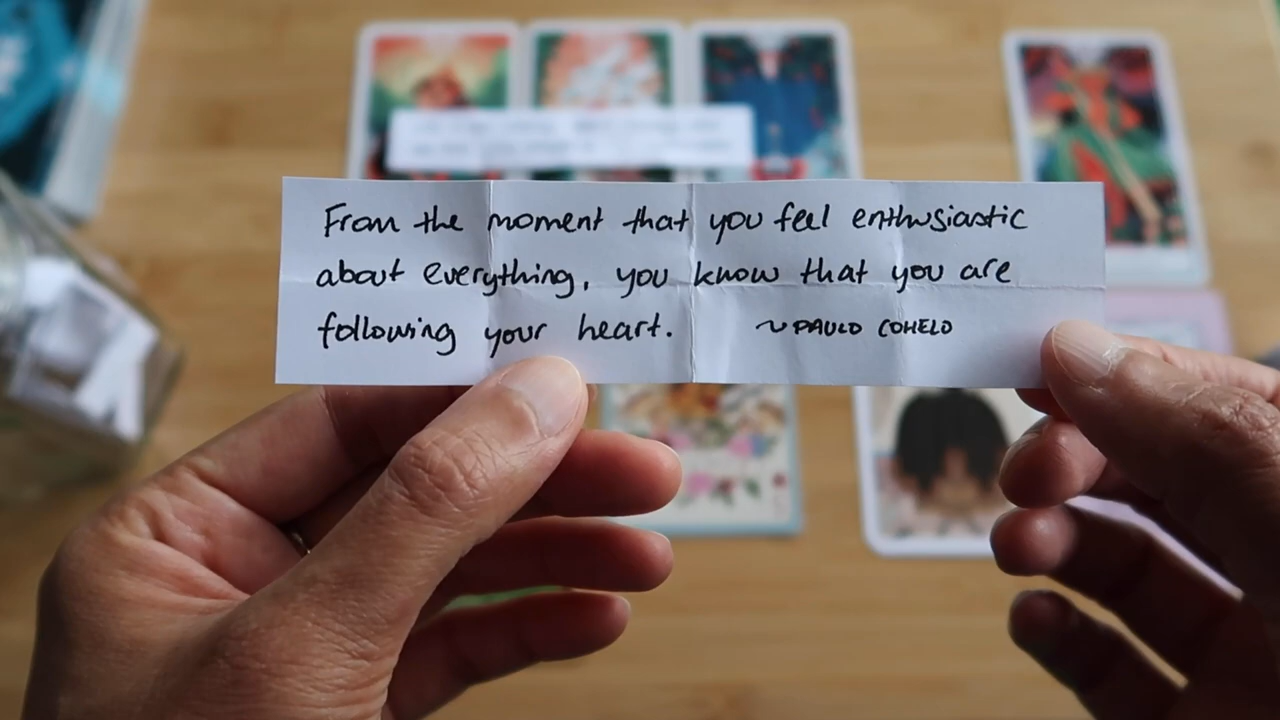 From the moment that you feel enthusiastic
about everything, you know that you are
following your heart. ~PAULO COHELO